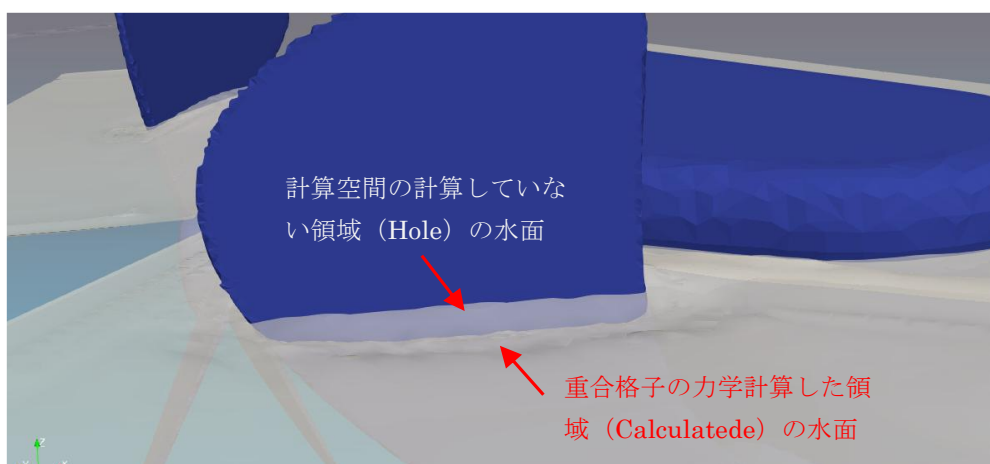 計算空間の計算していな
い領域（Hole）の水面
重合格子の力学計算した領
域（Calculatede）の水面
Z